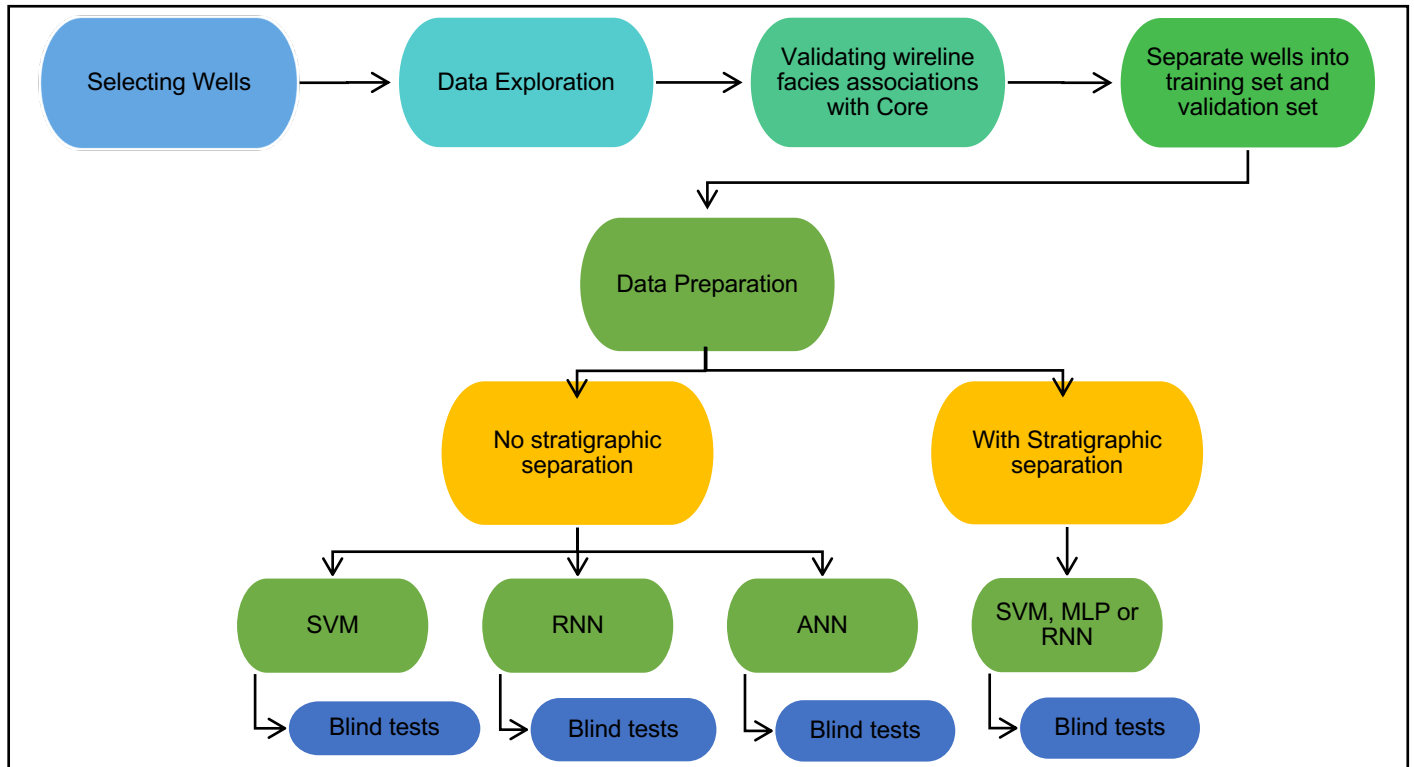 Selecting Wells
Data Exploration
Validating wireline
facies associations
with Core
Separate wells into
training set and
validation set
Data Preparation
No stratigraphic
separation
With Stratigraphic
separation
SVM
RNN
ANN
SVM, MLP or
RNN
Blind tests
Blind tests
Blind tests
Blind tests